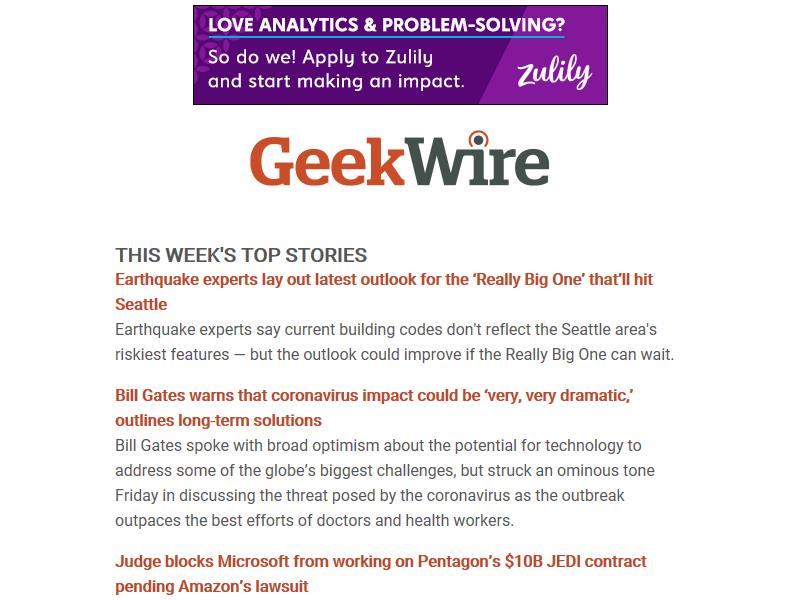 LOVE ANALYTICS & PROBLEM-SOLVING?
So do we! Apply to Zulily
and start making an impact.
zulily
GeekWire
THIS WEEK'S TOP STORIES
Earthquake experts lay out latest outlook for the ‘Really Big One’ that’ll hit
Seattle
Earthquake experts say current building codes don't reflect the Seattle area's
riskiest features — but the outlook could improve if the Really Big One can wait.
Bill Gates warns that coronavirus impact could be ‘very, very dramatic,’
outlines long-term solutions
Bill Gates spoke with broad optimism about the potential for technology to
address some of the globe’s biggest challenges, but struck an ominous tone
Friday in discussing the threat posed by the coronavirus as the outbreak
outpaces the best efforts of doctors and health workers.
Judge blocks Microsoft from working on Pentagon’s $10B JEDI contract
pending Amazon’s lawsuit